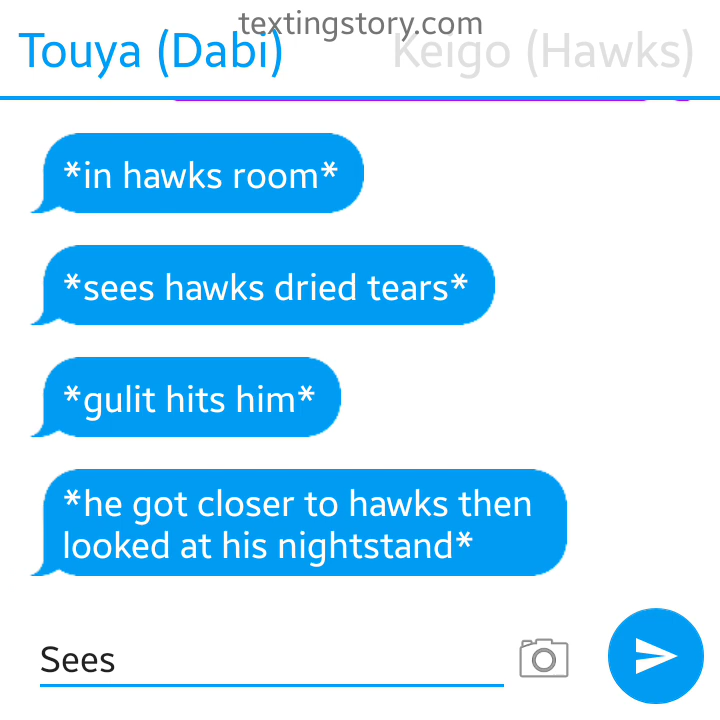 textingstory.com
Touya (Dabi) Keigo (Hawks)
*in hawks room*
*sees hawks dried tears*
*gulit hits him*
*he got closer to hawks then
looked at his nightstand*
Sees